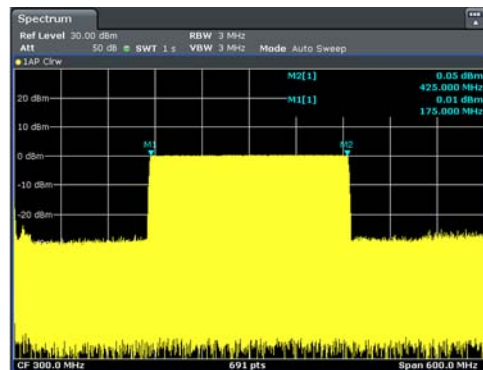 Spectrum
Ref Level 30.00 dBm RBW 3 MHz
Att 50 dB SWT 1 s VBW 3 MHz Mode Auto Sweep
1AP Clrw
M2[1] 0.05 dBm
425.000 MHz
M1[1] 0.01 dBm
175.000 MHz
20 dBm
10 dBm
M1 M2
0 dBm
-10 dBm
-20 dBm
CF 300.0 MHz 691 pts Span 600.0 MHz